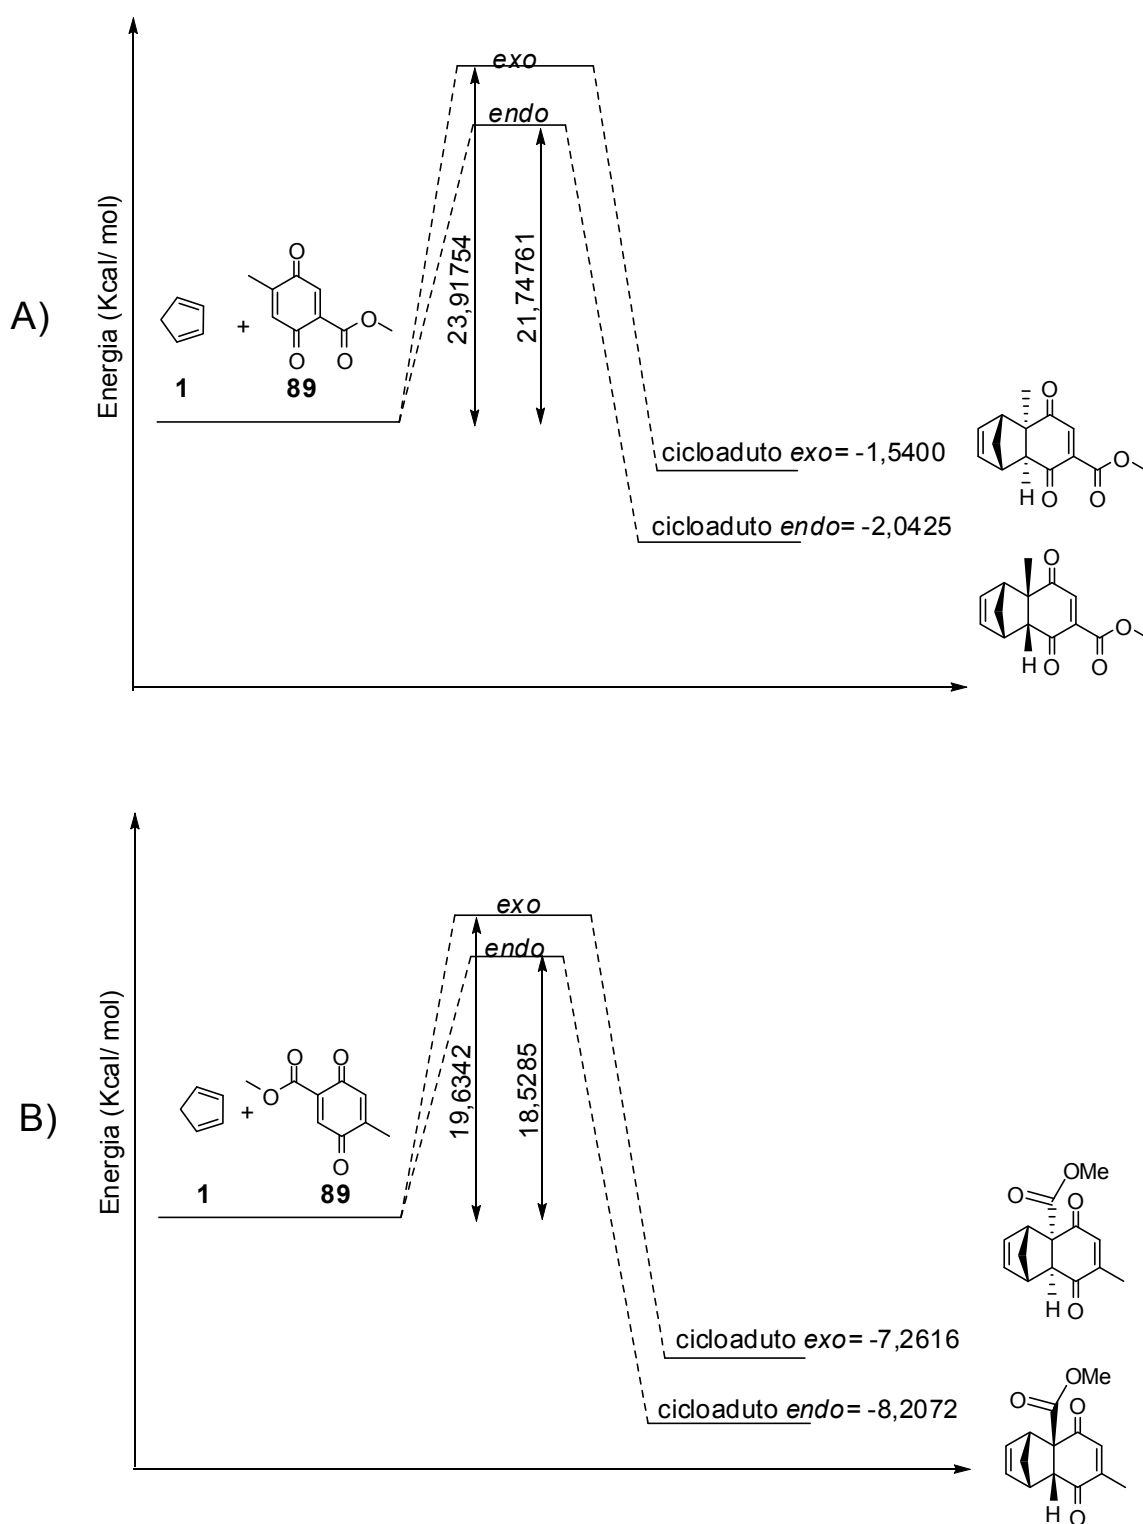 A)
Energia (Kcal/ mol)
exo
endo
23,91754
21,74761
O
O
O
O
+
1
89
cicloaduto exo= -1,5400
O
O
O
O
H
cicloaduto endo= -2,0425
O
O
O
O
H
B)
Energia (Kcal/ mol)
exo
endo
19,6342
18,5285
O
O
O
O
+
1
89
cicloaduto exo= -7,2616
OMe
O
O
H
O
cicloaduto endo= -8,2072
OMe
O
O
H
O